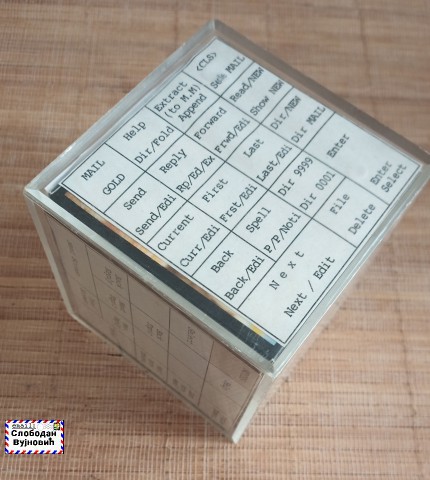 MAIL Help Extract <CLS>
(to M.M)
GOLD Dir/Fold Append MAIL
Send Reply Forward Read/NEW
Send/Edi Rp/Ed/Ex Frwd/Edi Show NEW
Current First Last Dir/NEW
Curr/Edi Frst/Edi Last/Edi Dir MAIL
Back Spell Dir 9999 Enter
Back/Edi P/P/Noti Dir 0001
N e x t File Enter
Next / Edit Delete Select
Слободан
Вујновић